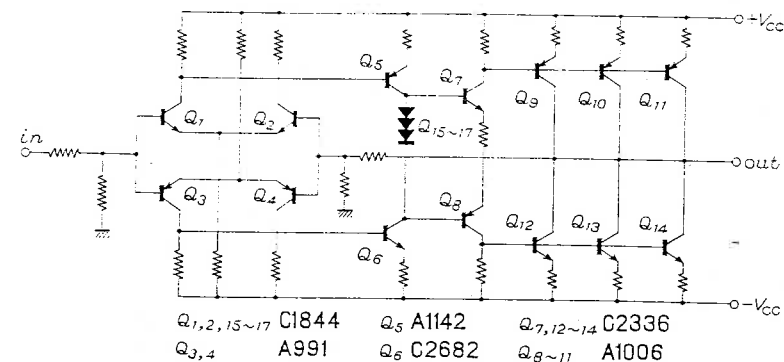 +Vcc
Q5
Q7
Q9
Q10
Q11
Q1
Q2
Q15~17
in
out
Q3
Q4
Q8
Q12
Q13
Q14
Q6
-Vcc
Q1,2,15~17 C1844 Q5 A1142 Q7,12~14 C2336
Q3,4 A991 Q6 C2682 Q8~11 A1006